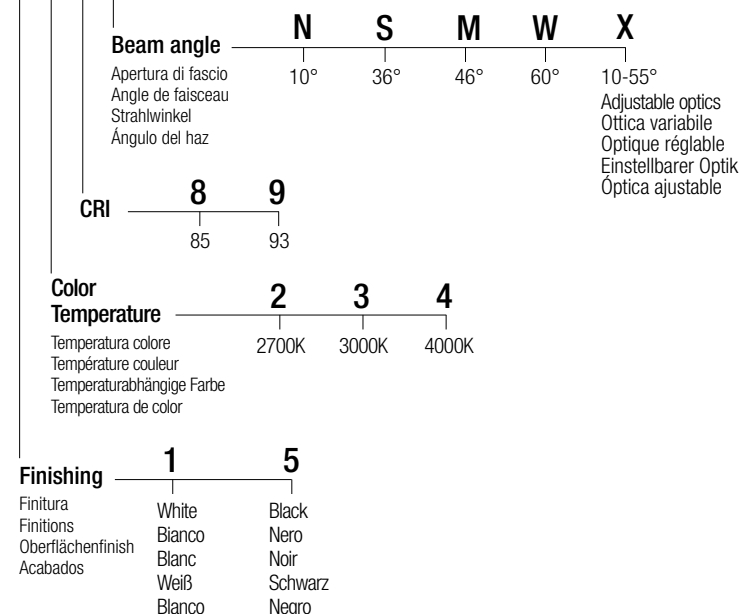 Beam angle
Apertura di fascio
Angle de faisceau
Strahlwinkel
Ángulo del haz
N S M W X
10° 36° 46° 60° 10-55°
Adjustable optics
Ottica variabile
Optique réglable
Einstellbarer Optik
Óptica ajustable
CRI
8 9
85 93
Color
Temperature
Temperatura colore
Température couleur
Temperaturabhängige Farbe
Temperatura de color
2 3 4
2700K 3000K 4000K
Finishing
Finitura
Finitions
Oberflächenfinish
Acabados
1 5
White Black
Bianco Nero
Blanc Noir
Weiß Schwarz
Blanco Negro